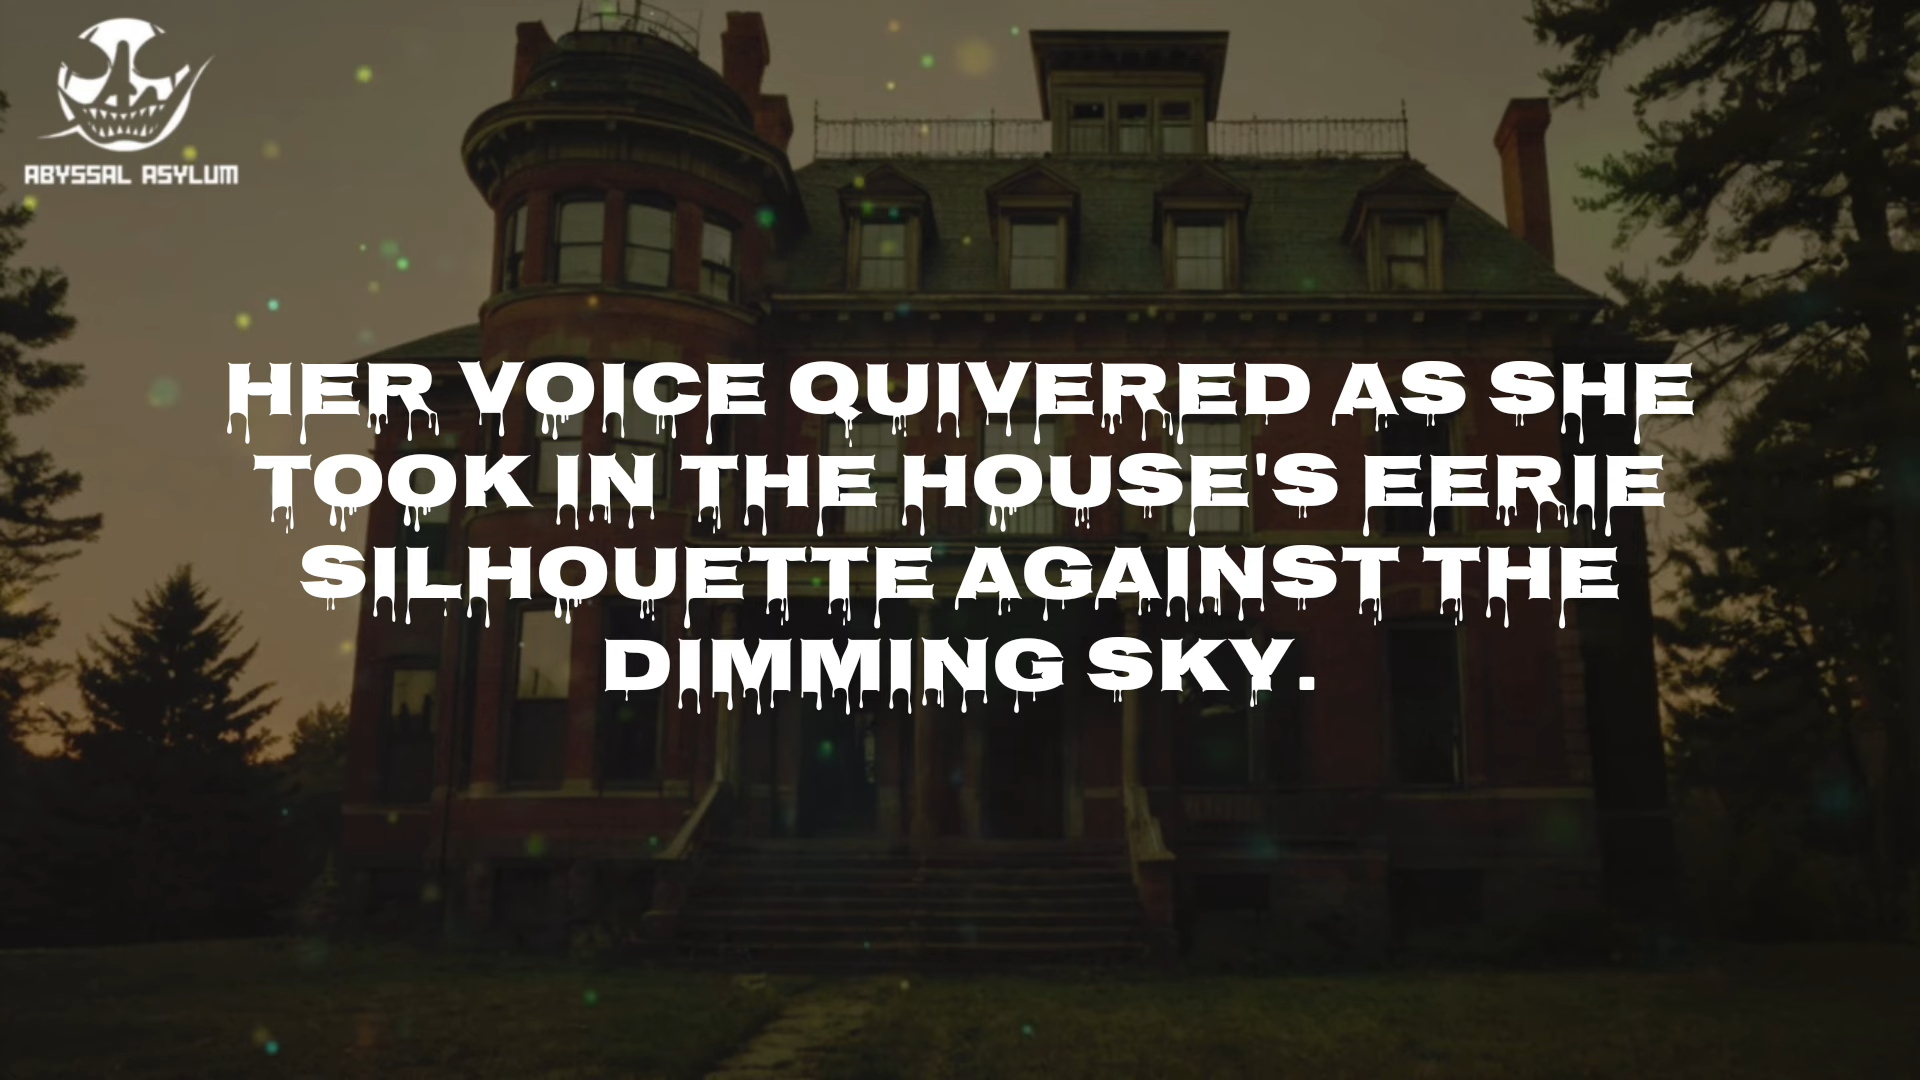 ABYSSAL ASYLUM
HER VOICE QUIVERED AS SHE
TOOK IN THE HOUSE'S EERIE
SILHOUETTE AGAINST THE
DIMMING SKY.